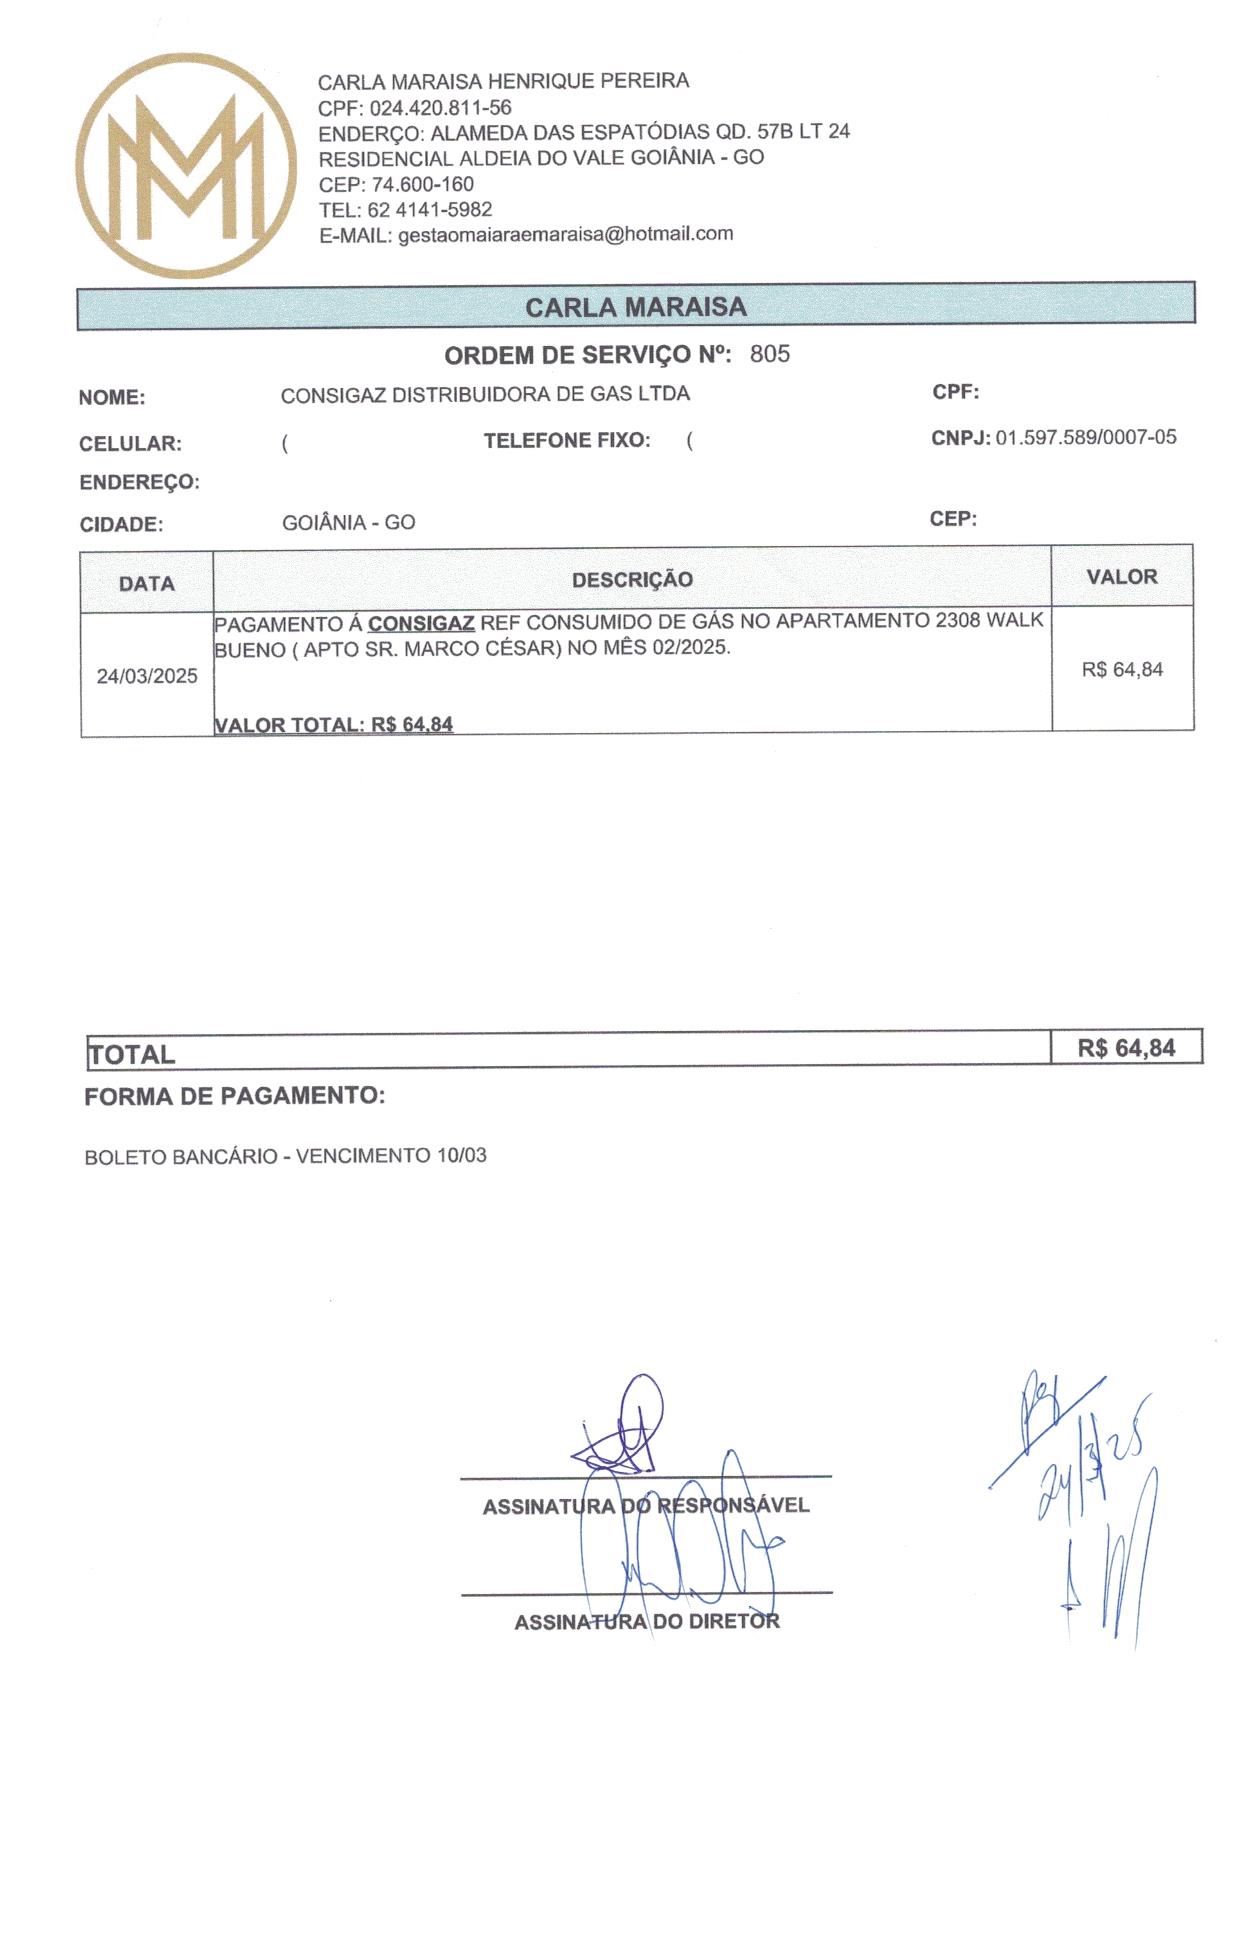 CARLA MARAISA HENRIQUE PEREIRA
CPF: 024.420.811-56
ENDERÇO: ALAMEDA DAS ESPATÓDIAS QD. 57B LT 24
RESIDENCIAL ALDEIA DO VALE GOIÂNIA - GO
CEP: 74.600-160
TEL: 62 4141-5982
E-MAIL: gestaomaiaraemaraisa@hotmail.com
CARLA MARAISA
ORDEM DE SERVIÇO Nº: 805
NOME: CONSIGAZ DISTRIBUIDORA DE GAS LTDA CPF:
CELULAR: ( TELEFONE FIXO: ( CNPJ: 01.597.589/0007-05
ENDEREÇO:
CIDADE: GOIÂNIA - GO CEP:
DATA DESCRIÇÃO VALOR
PAGAMENTO Á CONSIGAZ REF CONSUMIDO DE GÁS NO APARTAMENTO 2308 WALK
BUENO ( APTO SR. MARCO CÉSAR) NO MÊS 02/2025.
24/03/2025 R$ 64,84
VALOR TOTAL: R$ 64,84
TOTAL R$ 64,84
FORMA DE PAGAMENTO:
BOLETO BANCÁRIO - VENCIMENTO 10/03
24/3/25
ASSINATURA DO RESPONSÁVEL
ASSINATURA DO DIRETOR